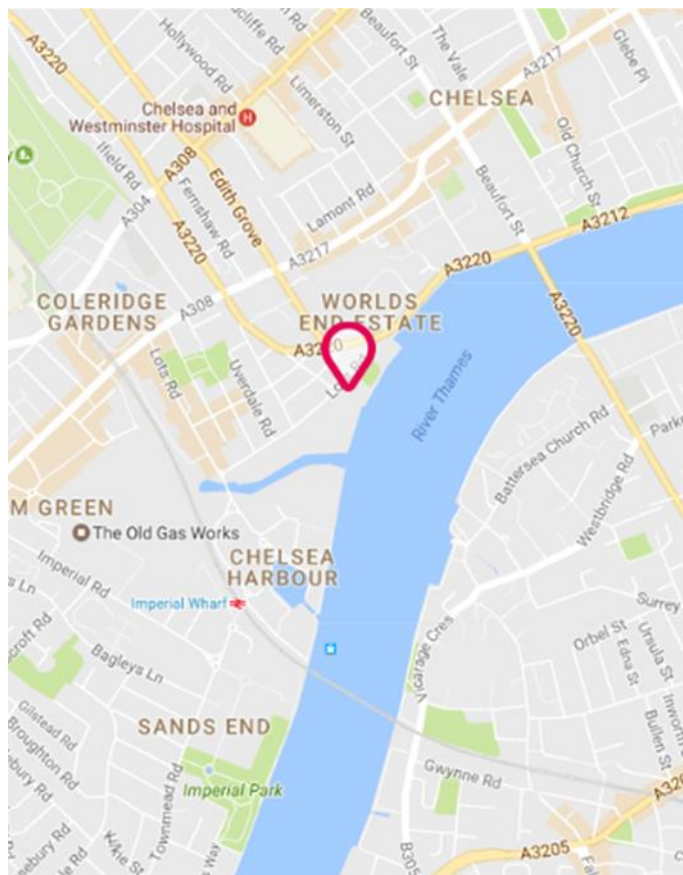 A3220
Hollywood Rd
Beaufort St
The Vale
A3217
Glebe Pl
Limerston St
CHELSEA
Chelsea and
Westminster Hospital
H
Ifield Rd
A308
Old Church St
A304
Fernshaw Rd
Edith Grove
Lamont Rd
Beaufort St
A3220
A3217
A3212
A3220
COLERIDGE
GARDENS
A308
WORLDS
END ESTATE
A3220
Lots Rd
Uverdale Rd
River Thames
Battersea Church Rd
Westbridge Rd
M GREEN
The Old Gas Works
CHELSEA
HARBOUR
Imperial Rd
Imperial Wharf
Vicarage Cres
Surrey
Orbel St
S. Edna St
Ursula St
Bagleys Ln
SANDS END
Gilstead Rd
Broughton Rd
Imperial Park
Townmead Rd
Gwynne Rd
Bullen St
A3205
B305